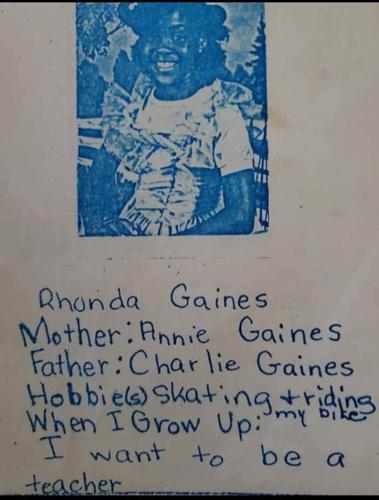 Rhonda Gaines
Mother: Annie Gaines
Father: Charlie Gaines
Hobbie(s) Skating + riding
my bike
When I Grow Up:
I want to be a
teacher